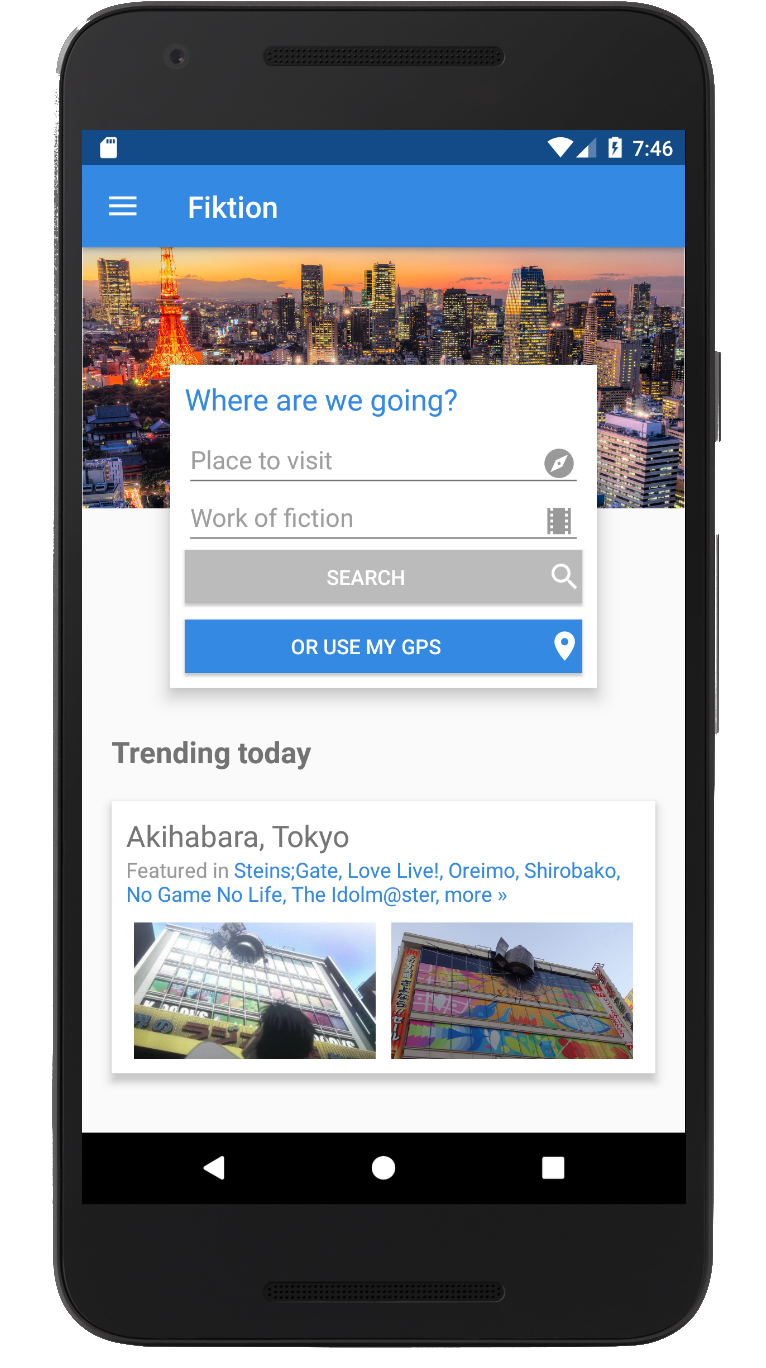 7:46
Fiktion
Where are we going?
Place to visit
Work of fiction
SEARCH
OR USE MY GPS
Trending today
Akihabara, Tokyo
Featured in Steins;Gate, Love Live!, Oreimo, Shirobako,
No Game No Life, The Idolm@ster, more »